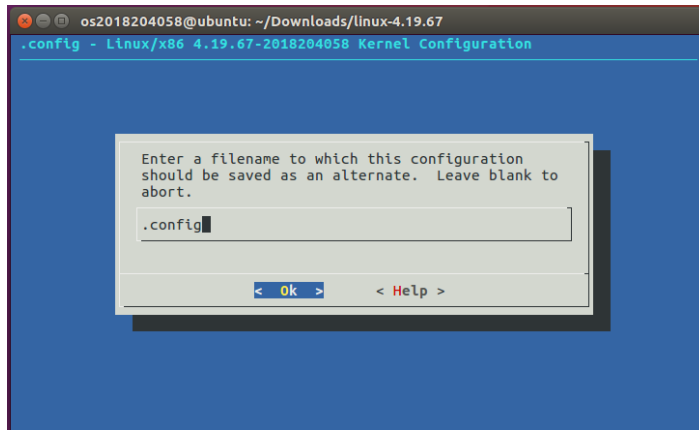 os2018204058@ubuntu: ~/Downloads/linux-4.19.67
.config - Linux/x86 4.19.67-2018204058 Kernel Configuration
Enter a filename to which this configuration
should be saved as an alternate.  Leave blank to
abort.
.config
<  Ok  > < Help >